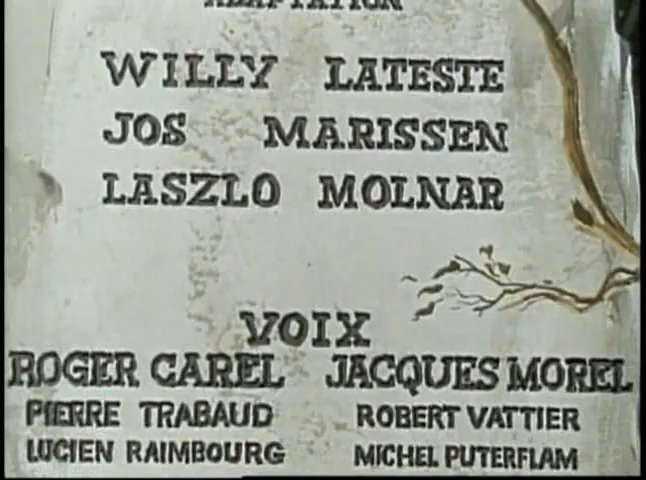 ADAPTATION
WILLY LATESTE
JOS MARISSEN
LASZLO MOLNAR
VOIX
ROGER CAREL JACQUES MOREL
PIERRE TRABAUD ROBERT VATTIER
LUCIEN RAIMBOURG MICHEL PUTERFLAM